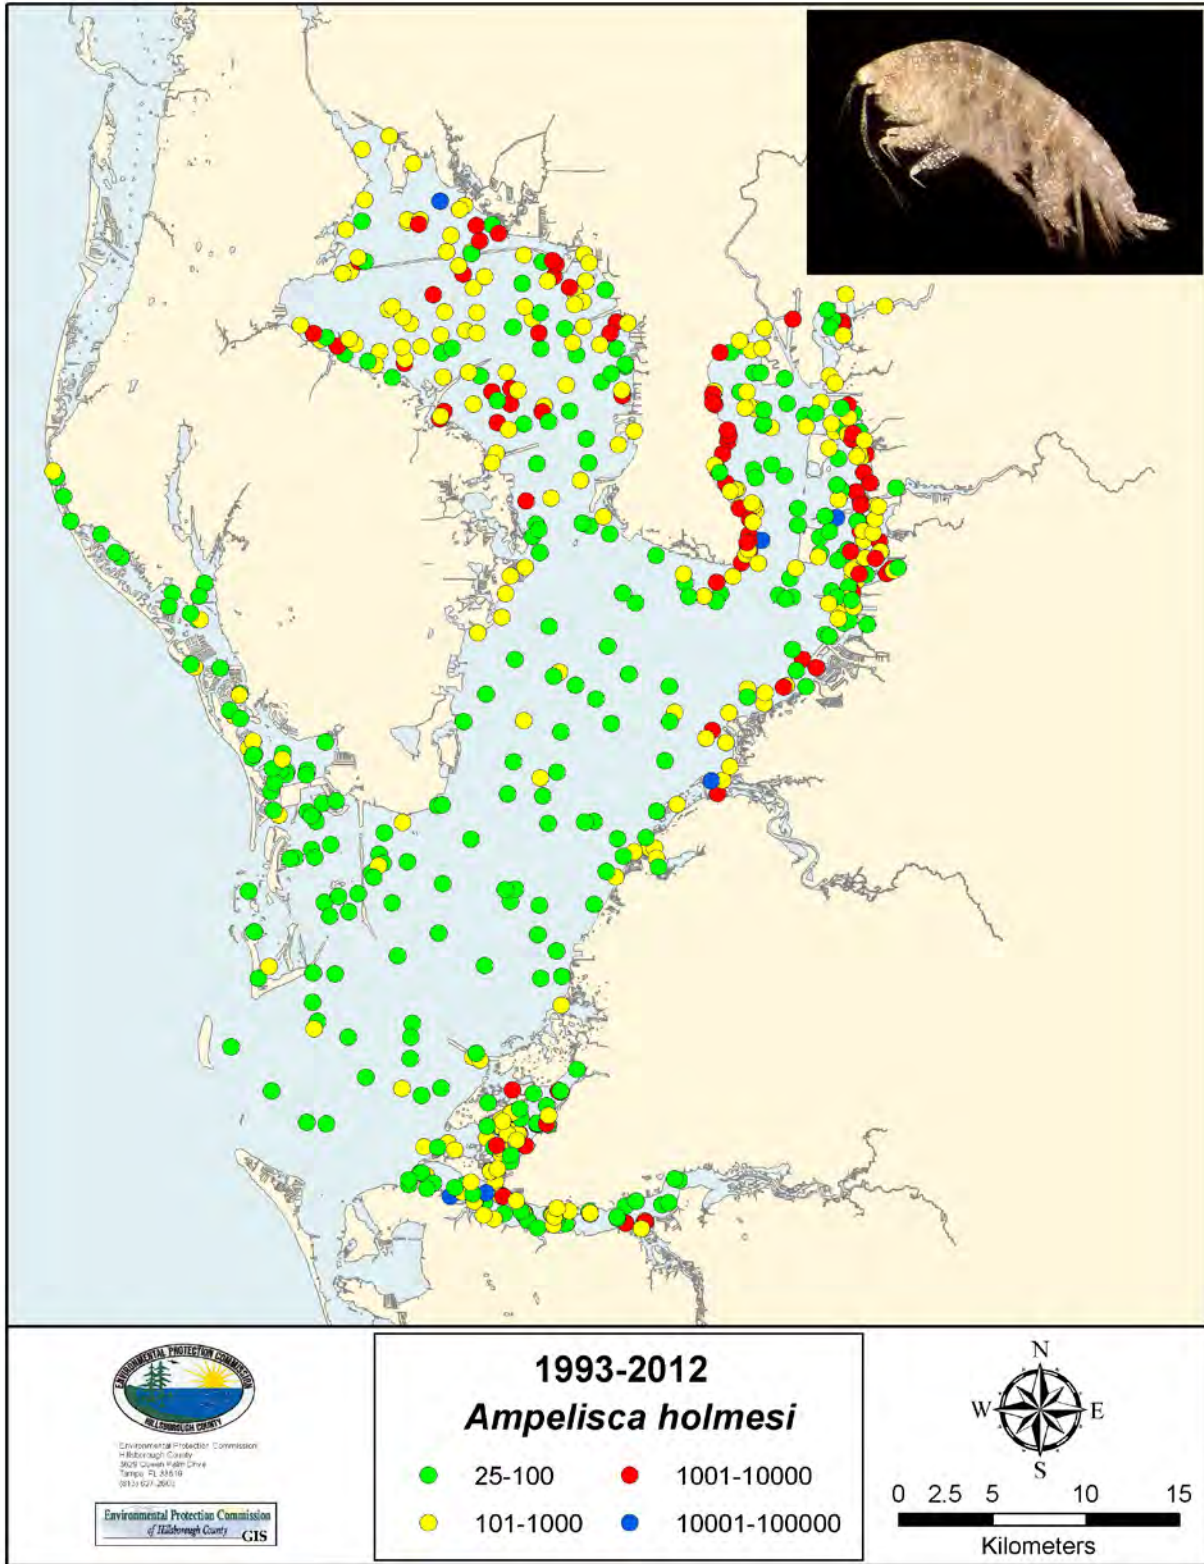 1993-2012
Ampelisca holmesi
25-100
1001-10000
101-1000
10001-100000
ENVIRONMENTAL PROTECTION COMMISSION
HILLSBOROUGH COUNTY
Environmental Protection Commission
Hillsborough County
Tampa, FL
Environmental Protection Commission
of Hillsborough County GIS
N
W E
S
0 2.5 5 10 15
Kilometers